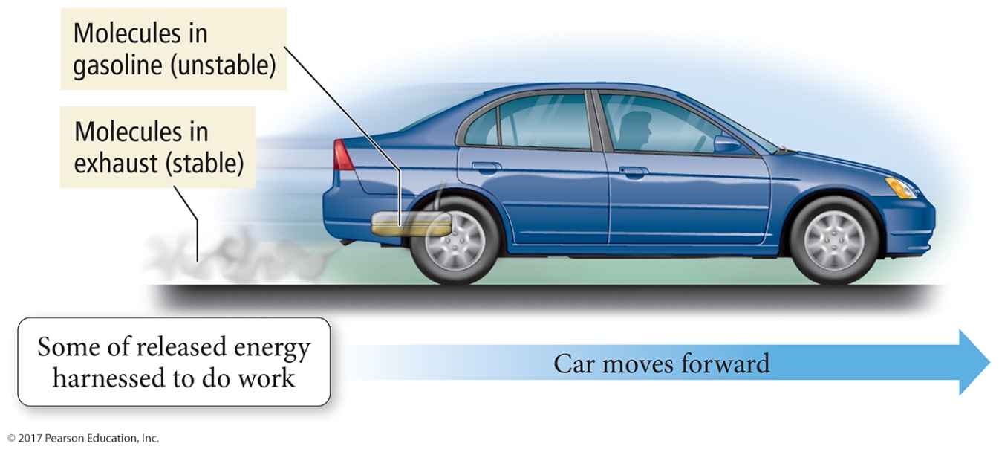 Molecules in
gasoline (unstable)
Molecules in
exhaust (stable)
Some of released energy
harnessed to do work
Car moves forward
© 2017 Pearson Education, Inc.